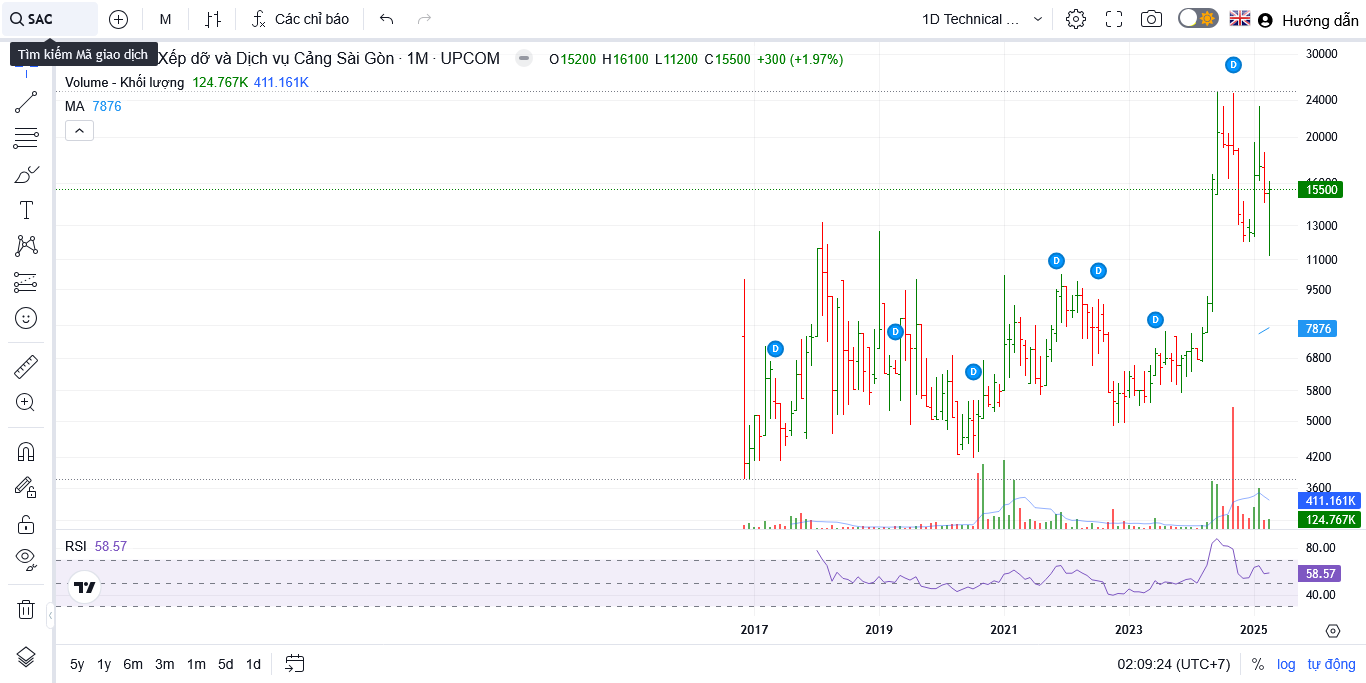 SAC
M
Các chỉ báo
1D Technical ...
Hướng dẫn
Tìm kiếm Mã giao dịch
Xếp dỡ và Dịch vụ Cảng Sài Gòn · 1M · UPCOM
O15200 H16100 L11200 C15500 +300 (+1.97%)
Volume - Khối lượng 124.767K 411.161K
MA 7876
D
D
D
D
D
D
D
30000
24000
20000
16000
15500
13000
11000
9500
7876
6800
5800
5000
4200
3600
411.161K
124.767K
RSI 58.57
80.00
58.57
40.00
2017
2019
2021
2023
2025
5y 1y 6m 3m 1m 5d 1d
02:09:24 (UTC+7)
% log tự động